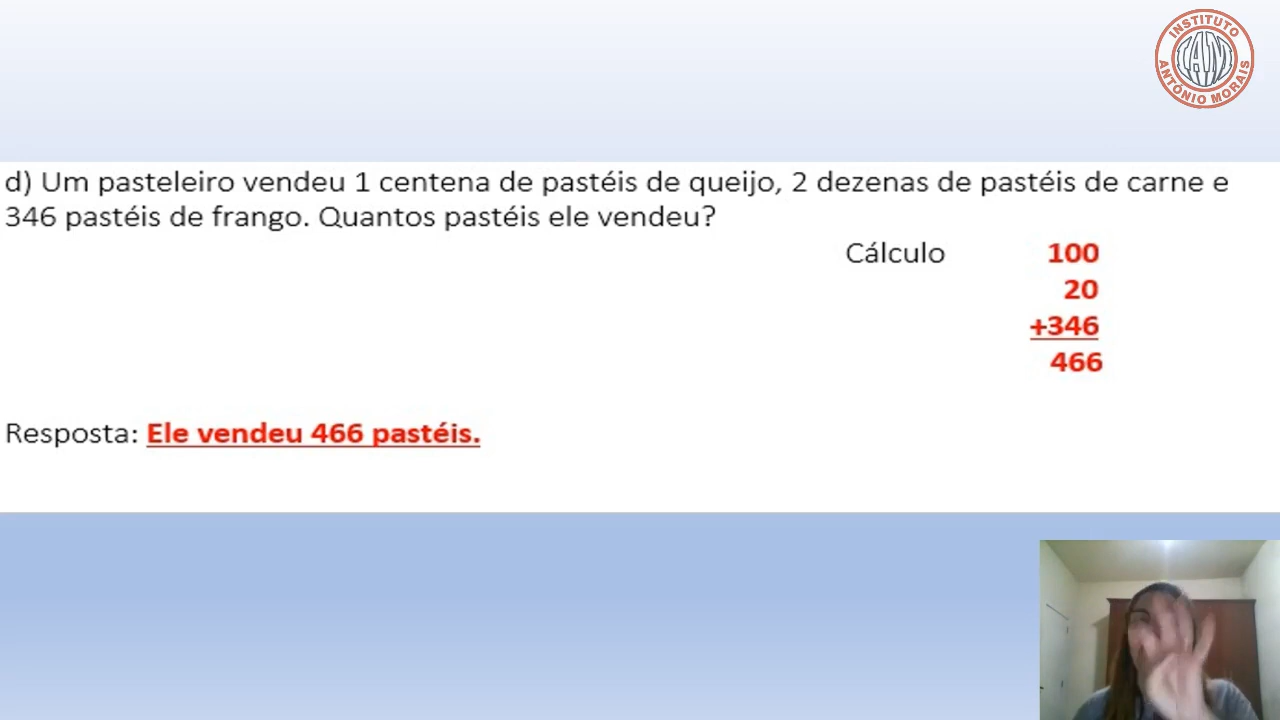 INSTITUTO
IAM
ANTÔNIO MORAIS
d) Um pasteleiro vendeu 1 centena de pastéis de queijo, 2 dezenas de pastéis de carne e
346 pastéis de frango. Quantos pastéis ele vendeu?
Cálculo 100
20
+346
466
Resposta: Ele vendeu 466 pastéis.